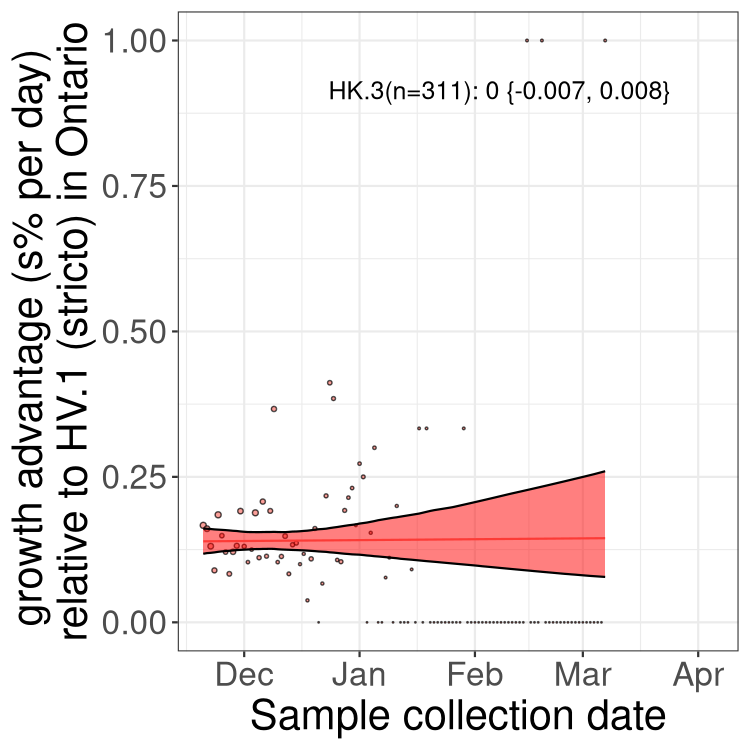 growth advantage (s% per day)
relative to HV.1 (stricto) in Ontario
1.00
0.75
0.50
0.25
0.00
HK.3(n=311): 0 {-0.007, 0.008}
Dec Jan Feb Mar Apr
Sample collection date